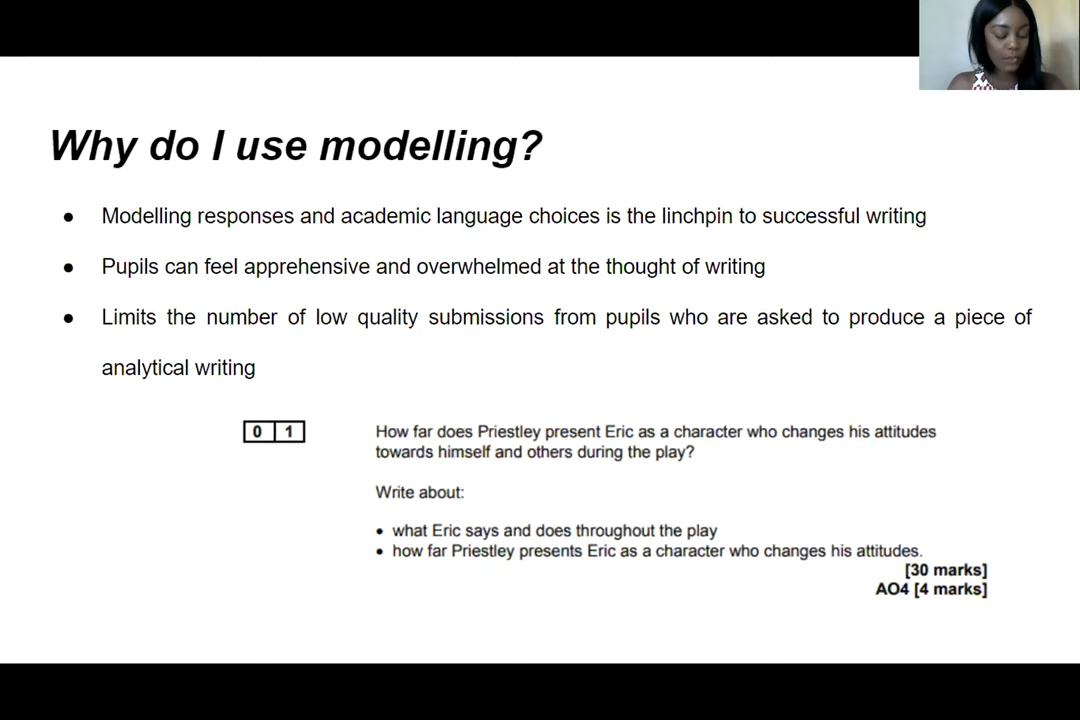 Why do I use modelling?
● Modelling responses and academic language choices is the linchpin to successful writing
● Pupils can feel apprehensive and overwhelmed at the thought of writing
● Limits the number of low quality submissions from pupils who are asked to produce a piece of
analytical writing
0 1 How far does Priestley present Eric as a character who changes his attitudes
towards himself and others during the play?
Write about:
• what Eric says and does throughout the play
• how far Priestley presents Eric as a character who changes his attitudes.
[30 marks]
AO4 [4 marks]